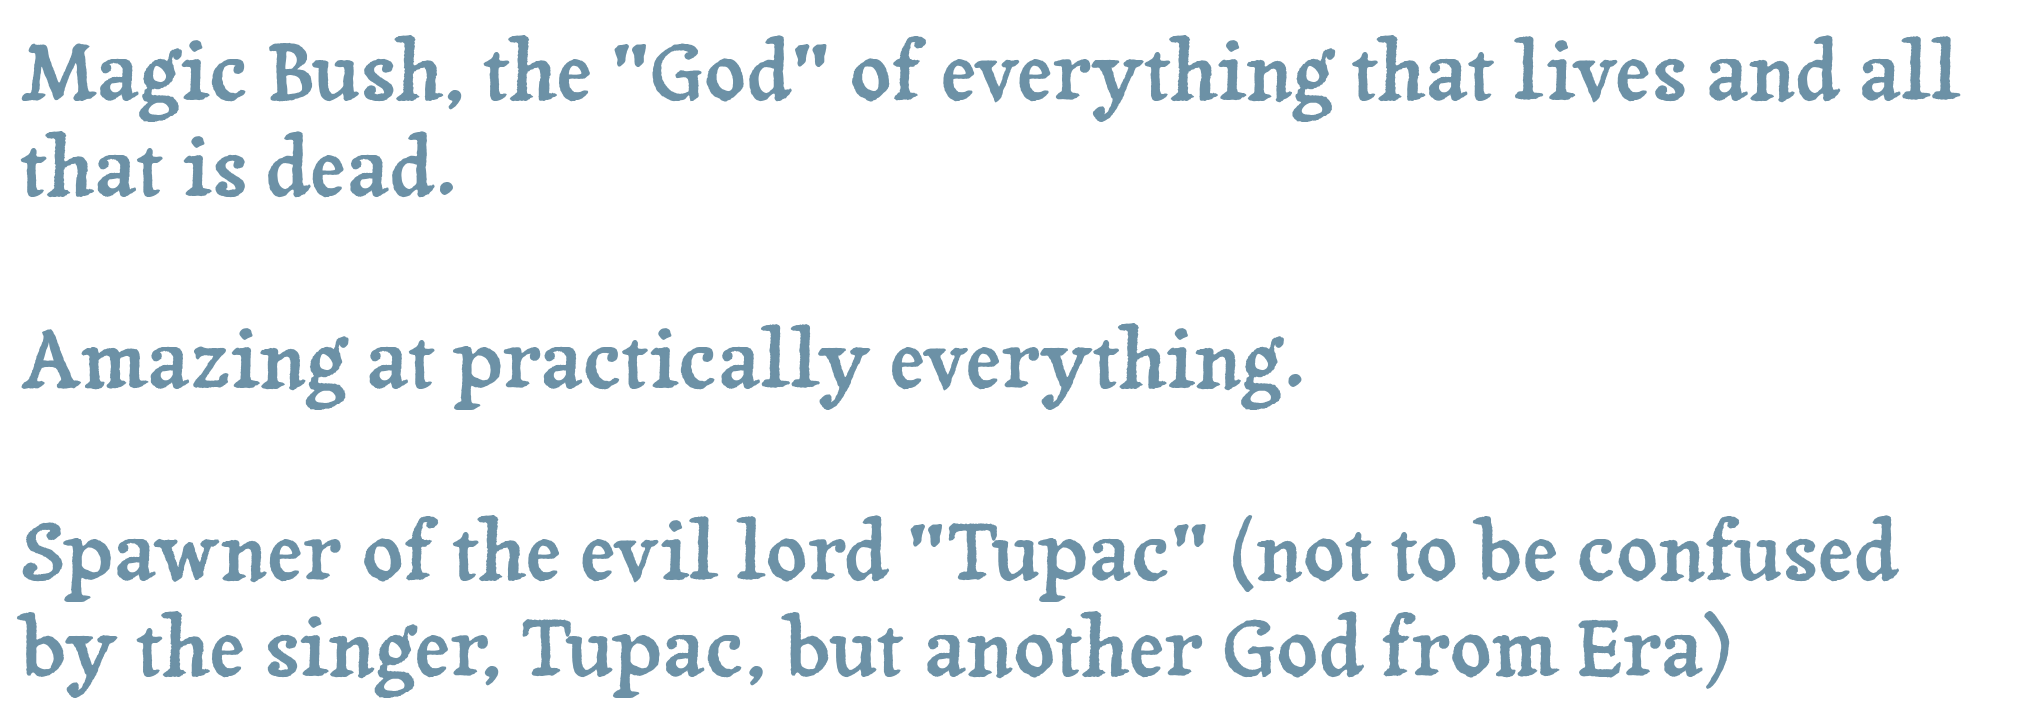 Magic Bush, the "God" of everything that lives and all
that is dead.
Amazing at practically everything.
Spawner of the evil lord "Tupac" (not to be confused
by the singer, Tupac, but another God from Era)